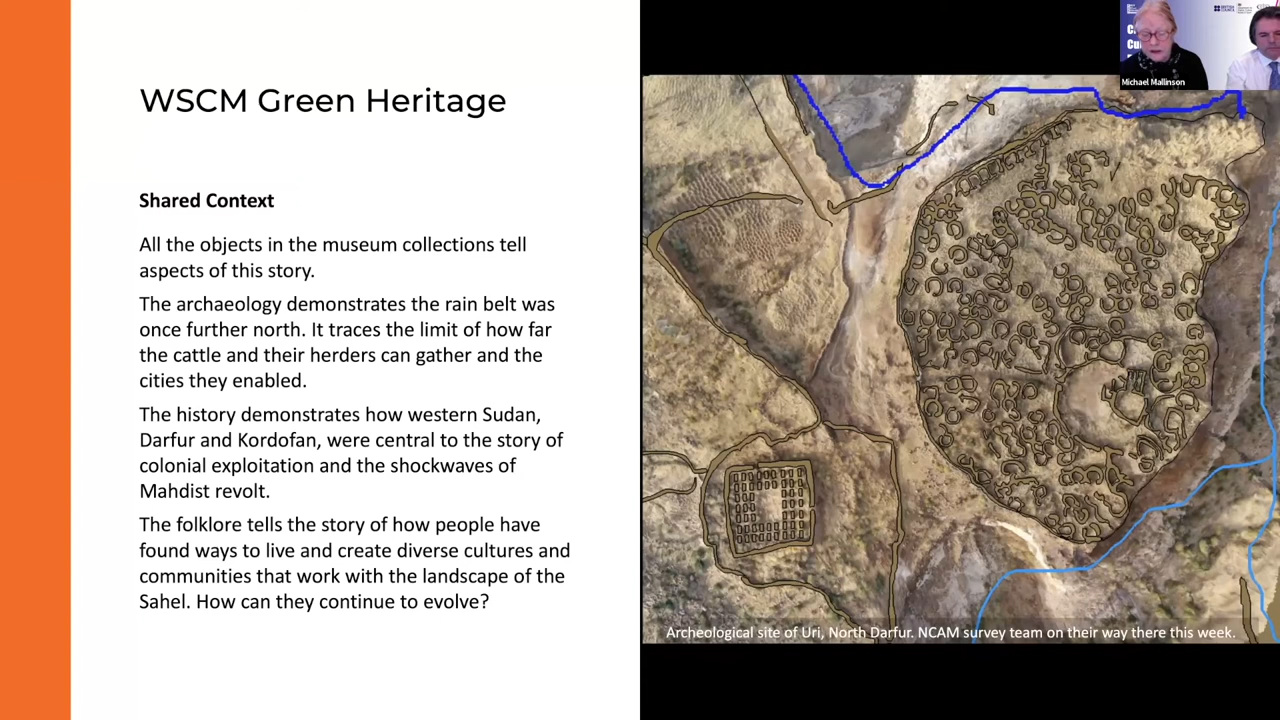 WSCM Green Heritage
Shared Context
All the objects in the museum collections tell
aspects of this story.
The archaeology demonstrates the rain belt was
once further north. It traces the limit of how far
the cattle and their herders can gather and the
cities they enabled.
The history demonstrates how western Sudan,
Darfur and Kordofan, were central to the story of
colonial exploitation and the shockwaves of
Mahdist revolt.
The folklore tells the story of how people have
found ways to live and create diverse cultures and
communities that work with the landscape of the
Sahel. How can they continue to evolve?
Archeological site of Uri, North Darfur. NCAM survey team on their way there this week.
Michael Mallinson